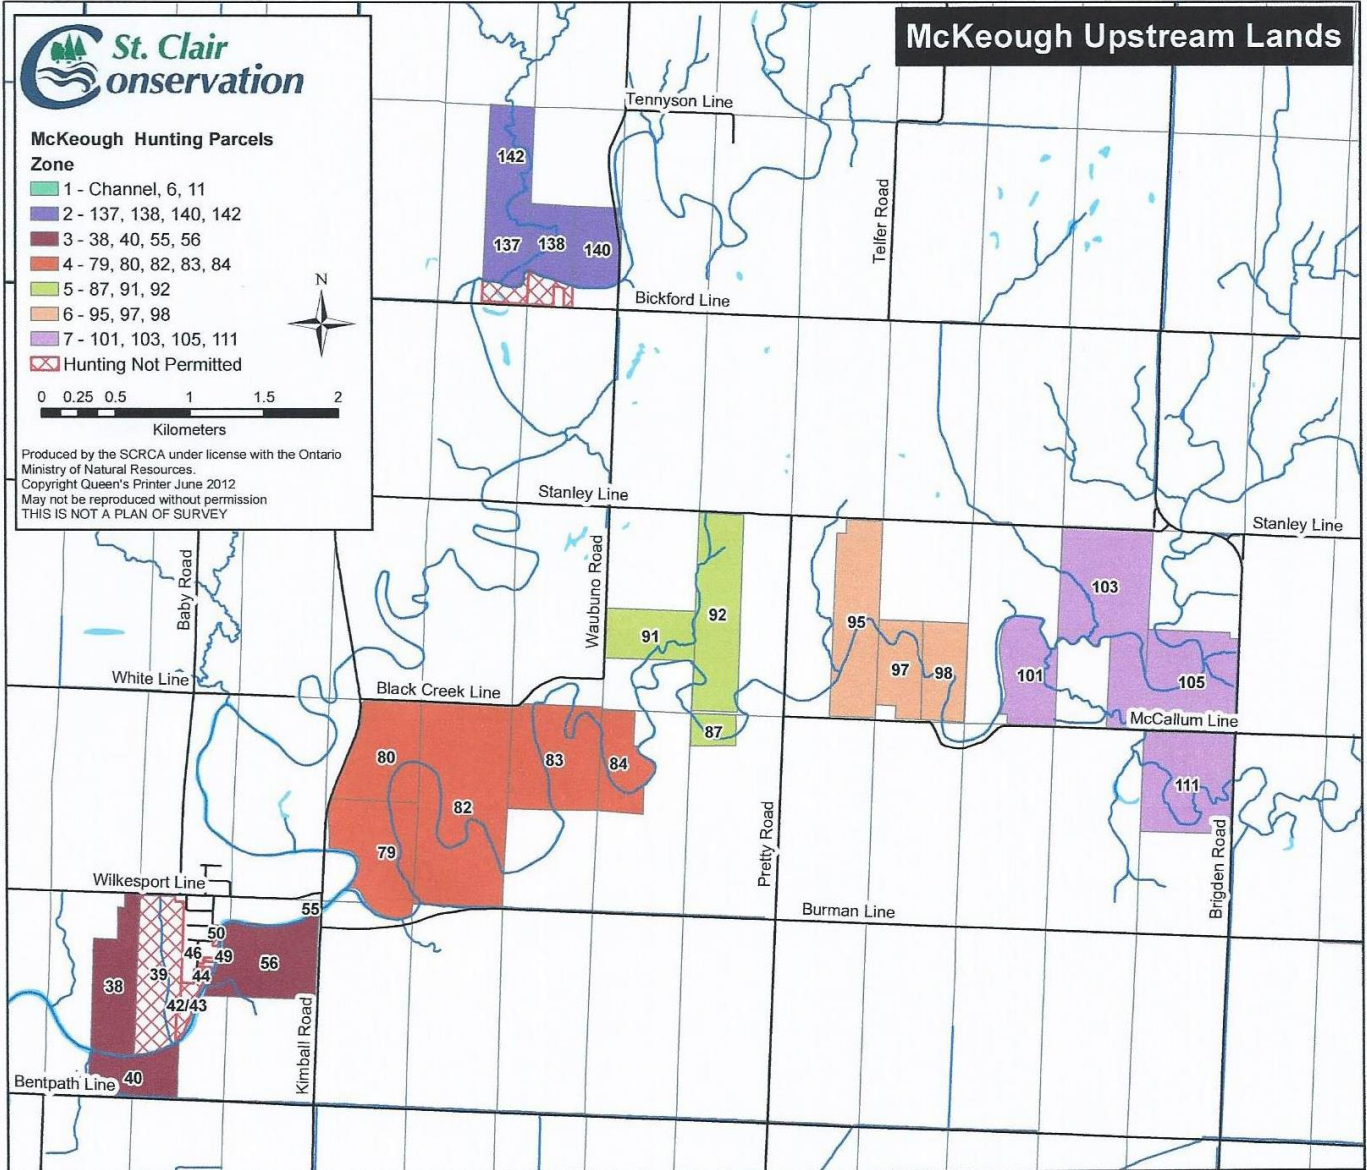 McKeough Upstream Lands
St. Clair
Conservation
McKeough Hunting Parcels
Zone
1 - Channel, 6, 11
2 - 137, 138, 140, 142
3 - 38, 40, 55, 56
4 - 79, 80, 82, 83, 84
5 - 87, 91, 92
6 - 95, 97, 98
7 - 101, 103, 105, 111
Hunting Not Permitted
N
0 0.25 0.5 1 1.5 2
Kilometers
Produced by the SCRCA under license with the Ontario
Ministry of Natural Resources.
Copyright Queen's Printer June 2012
May not be reproduced without permission
THIS IS NOT A PLAN OF SURVEY
Tennyson Line
142
Telfer Road
137 138 140
Bickford Line
Stanley Line
Stanley Line
Baby Road
Waubuno Road
103
92
95
91
97
98
101
105
White Line
Black Creek Line
McCallum Line
87
80
83
84
111
82
79
Pretty Road
Brigden Road
Wilkesport Line
55
Burman Line
50
46
49
56
39
44
38
42/43
Kimball Road
40
Bentpath Line